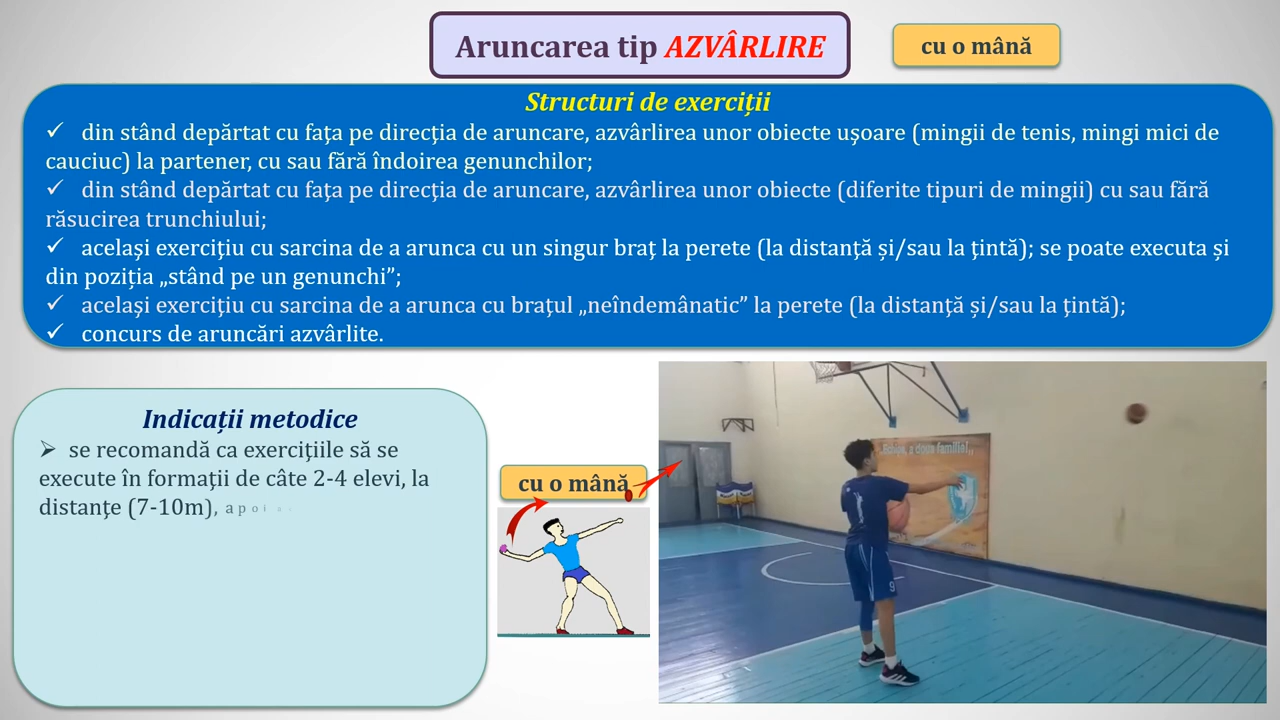 Aruncarea tip AZVÂRLIRE
cu o mână
Structuri de exerciții
✓ din stând depărtat cu fața pe direcția de aruncare, azvârlirea unor obiecte ușoare (mingii de tenis, mingi mici de
cauciuc) la partener, cu sau fără îndoirea genunchilor;
✓ din stând depărtat cu fața pe direcția de aruncare, azvârlirea unor obiecte (diferite tipuri de mingii) cu sau fără
răsucirea trunchiului;
✓ același exercițiu cu sarcina de a arunca cu un singur braț la perete (la distanță și/sau la țintă); se poate executa și
din poziția „stând pe un genunchi”;
✓ același exercițiu cu sarcina de a arunca cu brațul „neîndemânatic” la perete (la distanță și/sau la țintă);
✓ concurs de aruncări azvârlite.
Indicații metodice
➢ se recomandă ca exercițiile să se
execute în formații de câte 2-4 elevi, la
distanțe (7-10m), apoi
cu o mână
Echipa, a doua familie!,,
9